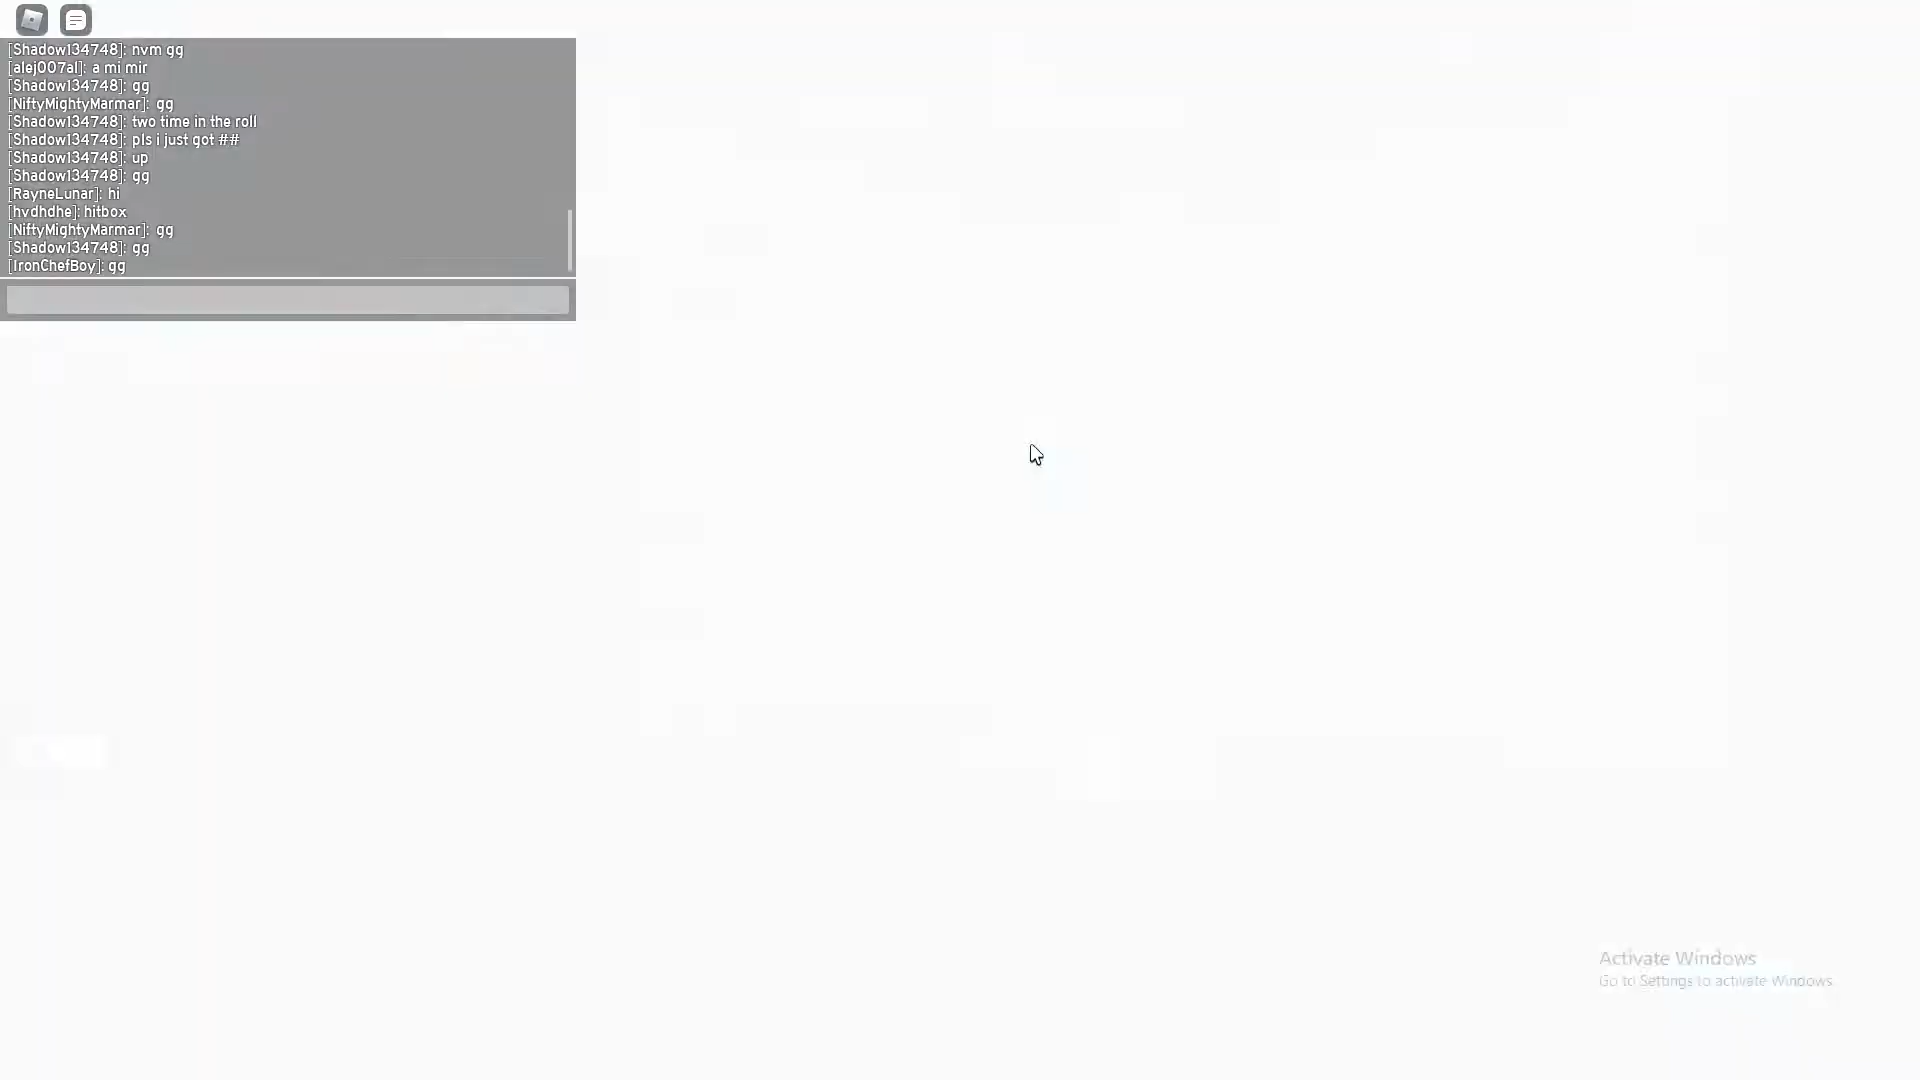 [Shadow134748]: nvm gg
[alej007al]: a mi mir
[Shadow134748]: gg
[NiftyMightyMarmar]: gg
[Shadow134748]: two time in the roll
[Shadow134748]: pls i just got ##
[Shadow134748]: up
[Shadow134748]: gg
[RayneLunar]: hi
[hvdhdhe]: hitbox
[NiftyMightyMarmar]: gg
[Shadow134748]: gg
[IronChefBoy]: gg
Activate Windows
Go to Settings to activate Windows.